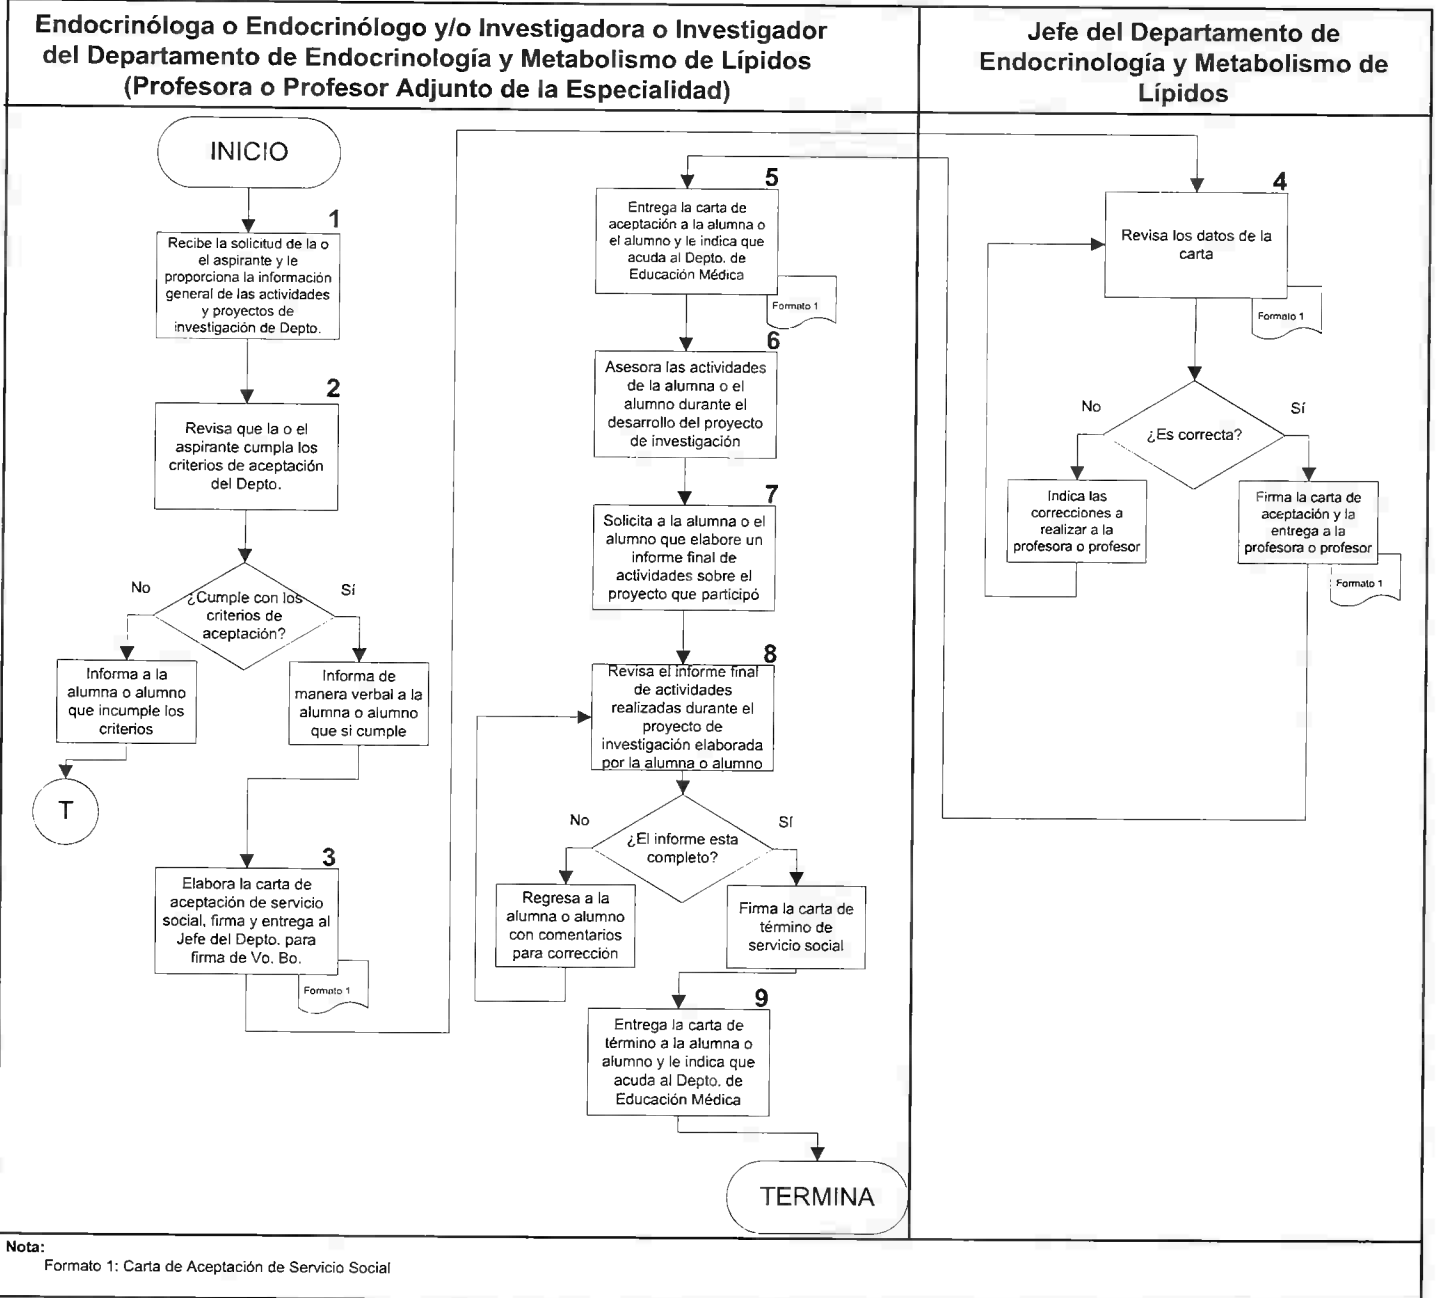 Endocrinóloga o Endocrinólogo y/o Investigadora o Investigador
del Departamento de Endocrinología y Metabolismo de Lípidos
(Profesora o Profesor Adjunto de la Especialidad)
Jefe del Departamento de
Endocrinología y Metabolismo de
Lípidos
INICIO
1
Recibe la solicitud de la o
el aspirante y le
proporciona la información
general de las actividades
y proyectos de
investigación de Depto.
2
Revisa que la o el
aspirante cumpla los
criterios de aceptación
del Depto.
¿Cumple con los
criterios de
aceptación?
No
Sí
Informa a la
alumna o alumno
que incumple los
criterios
Informa de
manera verbal a la
alumna o alumno
que si cumple
T
3
Elabora la carta de
aceptación de servicio
social, firma y entrega al
Jefe del Depto. para
firma de Vo. Bo.
Formato 1
4
Revisa los datos de la
carta
Formato 1
¿Es correcta?
No
Sí
Indica las
correcciones a
realizar a la
profesora o profesor
Firma la carta de
aceptación y la
entrega a la
profesora o profesor
Formato 1
5
Entrega la carta de
aceptación a la alumna o
el alumno y le indica que
acuda al Depto. de
Educación Médica
Formato 1
6
Asesora las actividades
de la alumna o el
alumno durante el
desarrollo del proyecto
de investigación
7
Solicita a la alumna o el
alumno que elabore un
informe final de
actividades sobre el
proyecto que participó
8
Revisa el informe final
de actividades
realizadas durante el
proyecto de
investigación elaborada
por la alumna o alumno
¿El informe esta
completo?
No
Sí
Regresa a la
alumna o alumno
con comentarios
para corrección
Firma la carta de
término de
servicio social
9
Entrega la carta de
término a la alumna o
alumno y le indica que
acuda al Depto. de
Educación Médica
TERMINA
Nota:
Formato 1: Carta de Aceptación de Servicio Social